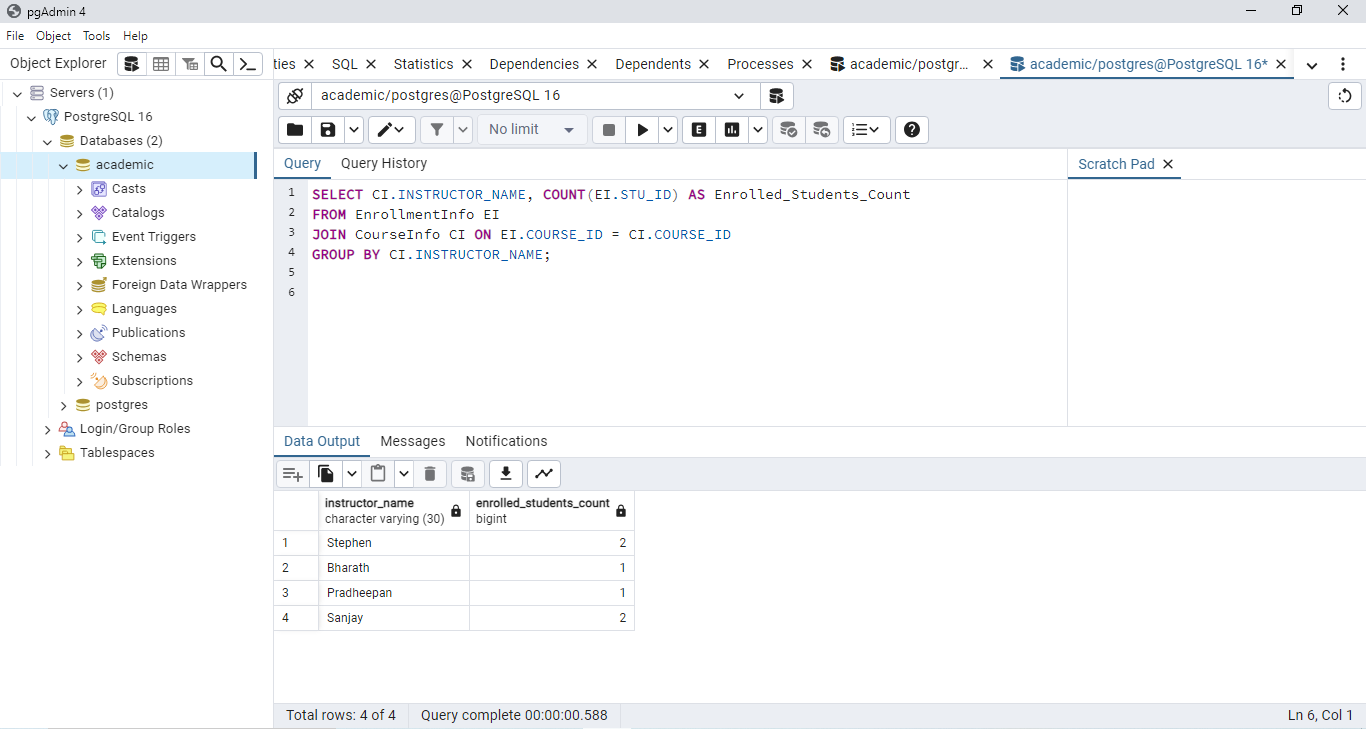 pgAdmin 4
File Object Tools Help
Object Explorer
ties SQL Statistics Dependencies Dependents Processes academic/postgr... academic/postgres@PostgreSQL 16*
Servers (1)
PostgreSQL 16
Databases (2)
academic
Casts
Catalogs
Event Triggers
Extensions
Foreign Data Wrappers
Languages
Publications
Schemas
Subscriptions
postgres
Login/Group Roles
Tablespaces
academic/postgres@PostgreSQL 16
No limit
E
Query Query History
Scratch Pad
1 SELECT CI.INSTRUCTOR_NAME, COUNT(EI.STU_ID) AS Enrolled_Students_Count
2 FROM EnrollmentInfo EI
3 JOIN CourseInfo CI ON EI.COURSE_ID = CI.COURSE_ID
4 GROUP BY CI.INSTRUCTOR_NAME;
5
6
Data Output Messages Notifications
instructor_name enrolled_students_count
character varying (30) bigint
1 Stephen 2
2 Bharath 1
3 Pradheepan 1
4 Sanjay 2
Total rows: 4 of 4 Query complete 00:00:00.588 Ln 6, Col 1